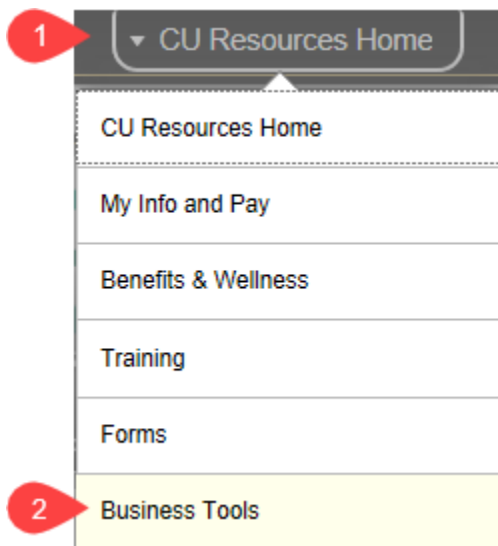 1 CU Resources Home
CU Resources Home
My Info and Pay
Benefits & Wellness
Training
Forms
2 Business Tools